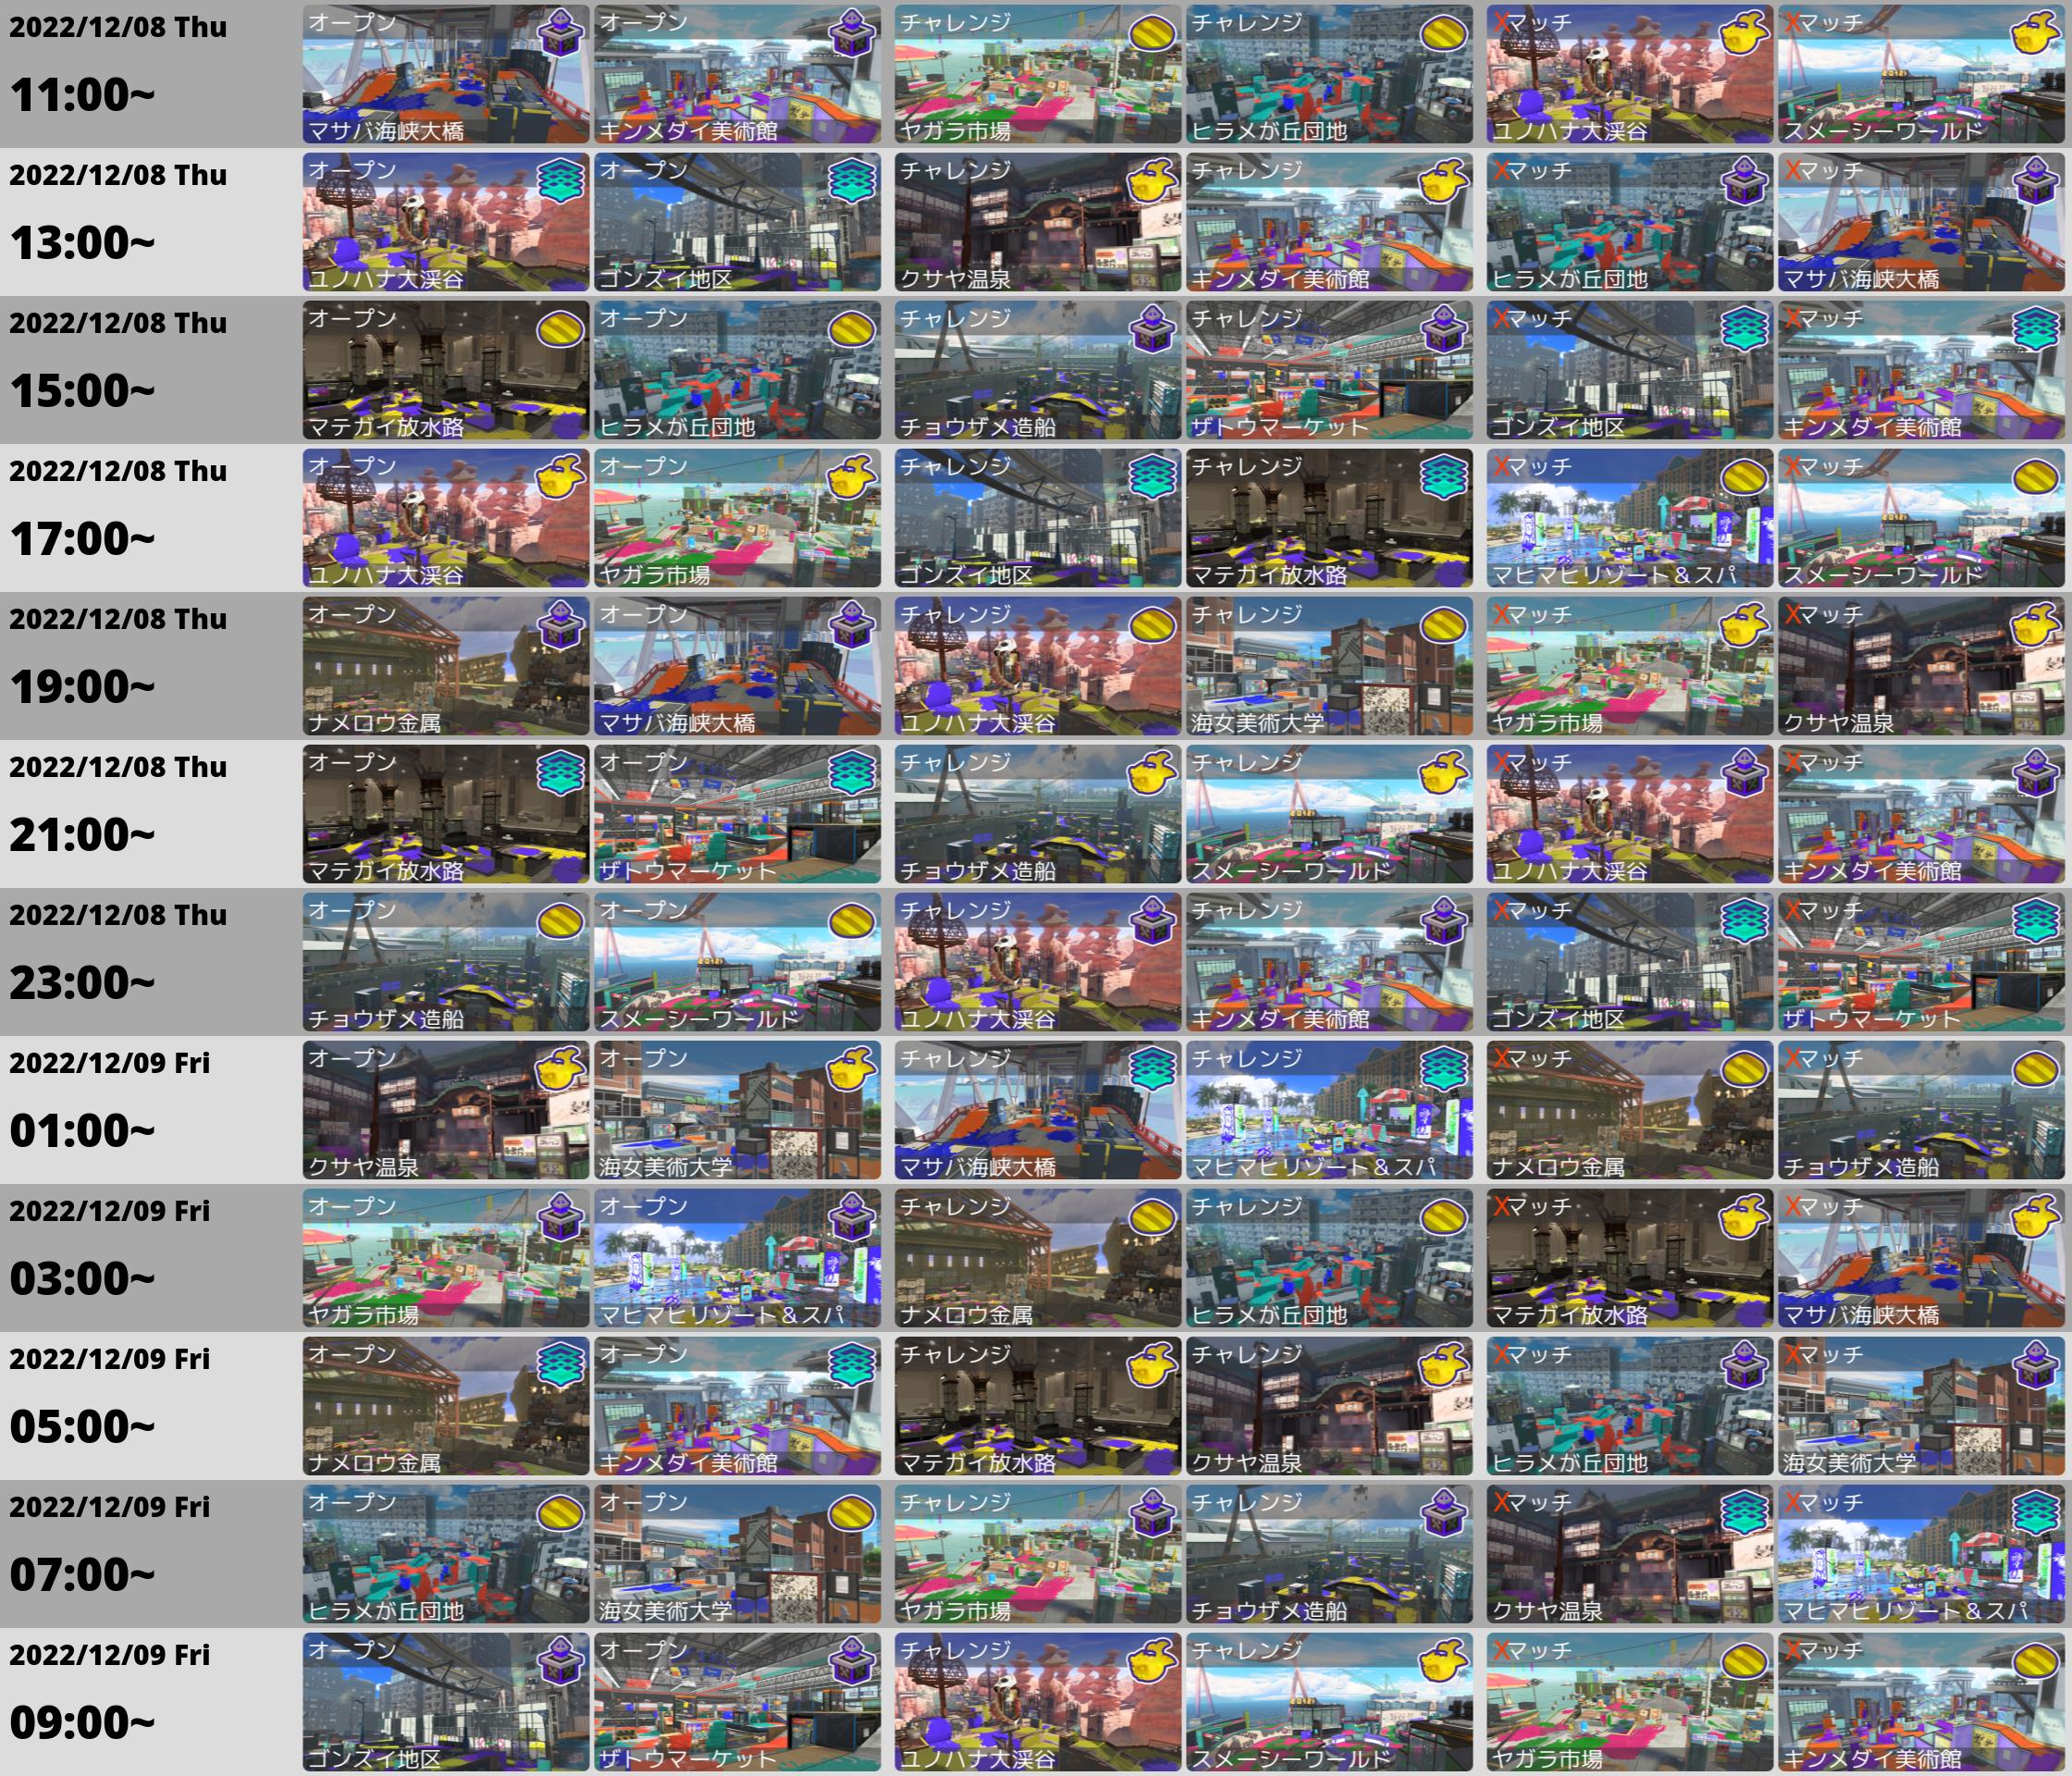 2022/12/08 Thu
11:00~
オープン オープン チャレンジ チャレンジ Xマッチ Xマッチ
マサバ海峡大橋 キンメダイ美術館 ヤガラ市場 ヒラメが丘団地 ユノハナ大渓谷 スメーシーワールド
2022/12/08 Thu
13:00~
オープン オープン チャレンジ チャレンジ Xマッチ Xマッチ
ユノハナ大渓谷 ゴンズイ地区 クサヤ温泉 キンメダイ美術館 ヒラメが丘団地 マサバ海峡大橋
2022/12/08 Thu
15:00~
オープン オープン チャレンジ チャレンジ Xマッチ Xマッチ
マテガイ放水路 ヒラメが丘団地 チョウザメ造船 ザトウマーケット ゴンズイ地区 キンメダイ美術館
2022/12/08 Thu
17:00~
オープン オープン チャレンジ チャレンジ Xマッチ Xマッチ
ユノハナ大渓谷 ヤガラ市場 ゴンズイ地区 マテガイ放水路 マヒマヒリゾート＆スパ スメーシーワールド
2022/12/08 Thu
19:00~
オープン オープン チャレンジ チャレンジ Xマッチ Xマッチ
ナメロウ金属 マサバ海峡大橋 ユノハナ大渓谷 海女美術大学 ヤガラ市場 クサヤ温泉
2022/12/08 Thu
21:00~
オープン オープン チャレンジ チャレンジ Xマッチ Xマッチ
マテガイ放水路 ザトウマーケット チョウザメ造船 スメーシーワールド ユノハナ大渓谷 キンメダイ美術館
2022/12/08 Thu
23:00~
オープン オープン チャレンジ チャレンジ Xマッチ Xマッチ
チョウザメ造船 スメーシーワールド ユノハナ大渓谷 キンメダイ美術館 ゴンズイ地区 ザトウマーケット
2022/12/09 Fri
01:00~
オープン オープン チャレンジ チャレンジ Xマッチ Xマッチ
クサヤ温泉 海女美術大学 マサバ海峡大橋 マヒマヒリゾート＆スパ ナメロウ金属 チョウザメ造船
2022/12/09 Fri
03:00~
オープン オープン チャレンジ チャレンジ Xマッチ Xマッチ
ヤガラ市場 マヒマヒリゾート＆スパ ナメロウ金属 ヒラメが丘団地 マテガイ放水路 マサバ海峡大橋
2022/12/09 Fri
05:00~
オープン オープン チャレンジ チャレンジ Xマッチ Xマッチ
ナメロウ金属 キンメダイ美術館 マテガイ放水路 クサヤ温泉 ヒラメが丘団地 海女美術大学
2022/12/09 Fri
07:00~
オープン オープン チャレンジ チャレンジ Xマッチ Xマッチ
ヒラメが丘団地 海女美術大学 ヤガラ市場 チョウザメ造船 クサヤ温泉 マヒマヒリゾート＆スパ
2022/12/09 Fri
09:00~
オープン オープン チャレンジ チャレンジ Xマッチ Xマッチ
ゴンズイ地区 ザトウマーケット ユノハナ大渓谷 スメーシーワールド ヤガラ市場 キンメダイ美術館